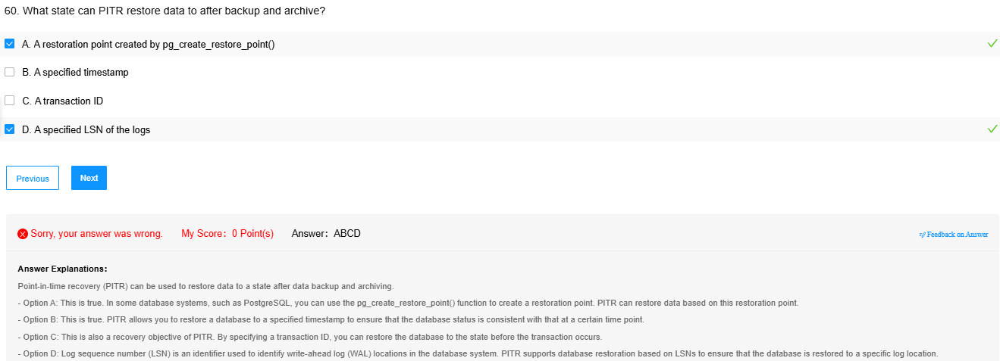 60. What state can PITR restore data to after backup and archive?
A. A restoration point created by pg_create_restore_point()
B. A specified timestamp
C. A transaction ID
D. A specified LSN of the logs
Previous Next
Sorry, your answer was wrong. My Score: 0 Point(s) Answer: ABCD Feedback on Answer
Answer Explanations:
Point-in-time recovery (PITR) can be used to restore data to a state after data backup and archiving.
- Option A: This is true. In some database systems, such as PostgreSQL, you can use the pg_create_restore_point() function to create a restoration point. PITR can restore data based on this restoration point.
- Option B: This is true. PITR allows you to restore a database to a specified timestamp to ensure that the database status is consistent with that at a certain time point.
- Option C: This is also a recovery objective of PITR. By specifying a transaction ID, you can restore the database to the state before the transaction occurs.
- Option D: Log sequence number (LSN) is an identifier used to identify write-ahead log (WAL) locations in the database system. PITR supports database restoration based on LSNs to ensure that the database is restored to a specific log location.